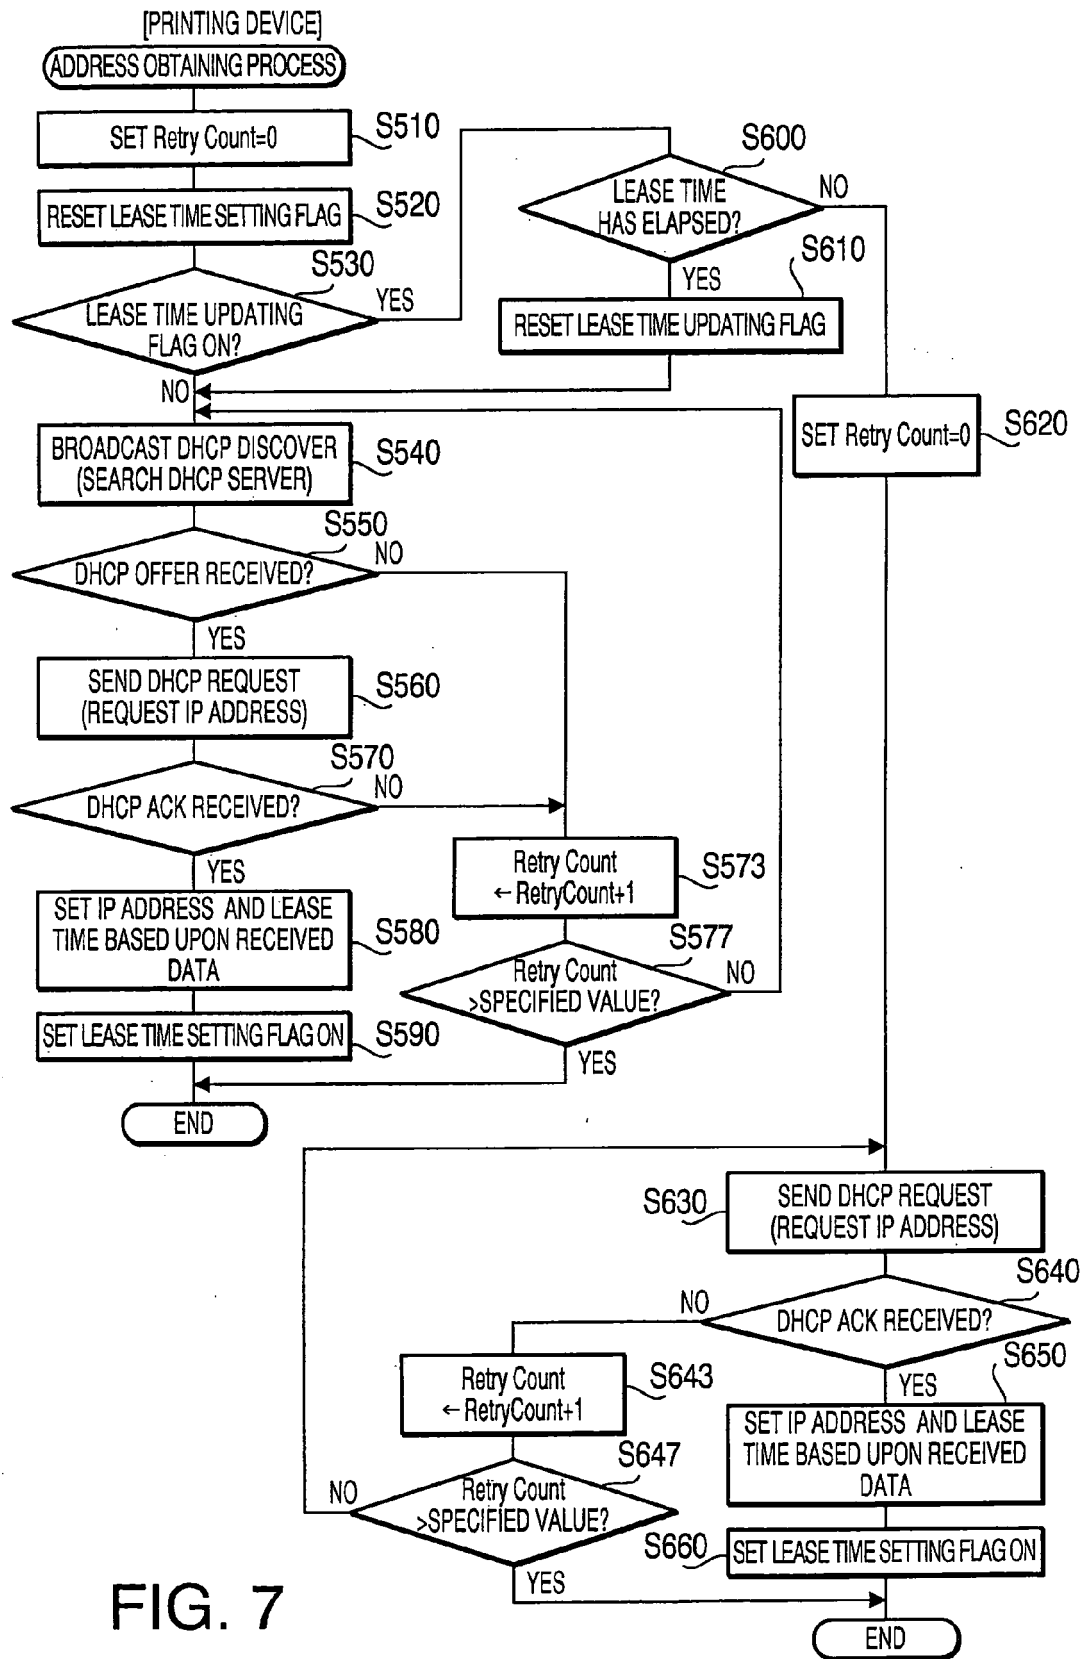 [PRINTING DEVICE]
ADDRESS OBTAINING PROCESS
SET Retry Count=0
S510
RESET LEASE TIME SETTING FLAG
S520
S530
LEASE TIME UPDATING
FLAG ON?
YES
NO
S600
LEASE TIME
HAS ELAPSED?
NO
YES
S610
RESET LEASE TIME UPDATING FLAG
SET Retry Count=0
S620
BROADCAST DHCP DISCOVER
(SEARCH DHCP SERVER)
S540
S550
DHCP OFFER RECEIVED?
NO
YES
SEND DHCP REQUEST
(REQUEST IP ADDRESS)
S560
S570
DHCP ACK RECEIVED?
NO
YES
Retry Count
←RetryCount+1
S573
SET IP ADDRESS AND LEASE
TIME BASED UPON RECEIVED
DATA
S580
S577
Retry Count
>SPECIFIED VALUE?
NO
YES
SET LEASE TIME SETTING FLAG ON
S590
END
S630
SEND DHCP REQUEST
(REQUEST IP ADDRESS)
S640
DHCP ACK RECEIVED?
NO
YES
Retry Count
←RetryCount+1
S643
S650
SET IP ADDRESS AND LEASE
TIME BASED UPON RECEIVED
DATA
S647
Retry Count
>SPECIFIED VALUE?
NO
YES
S660
SET LEASE TIME SETTING FLAG ON
END
FIG. 7